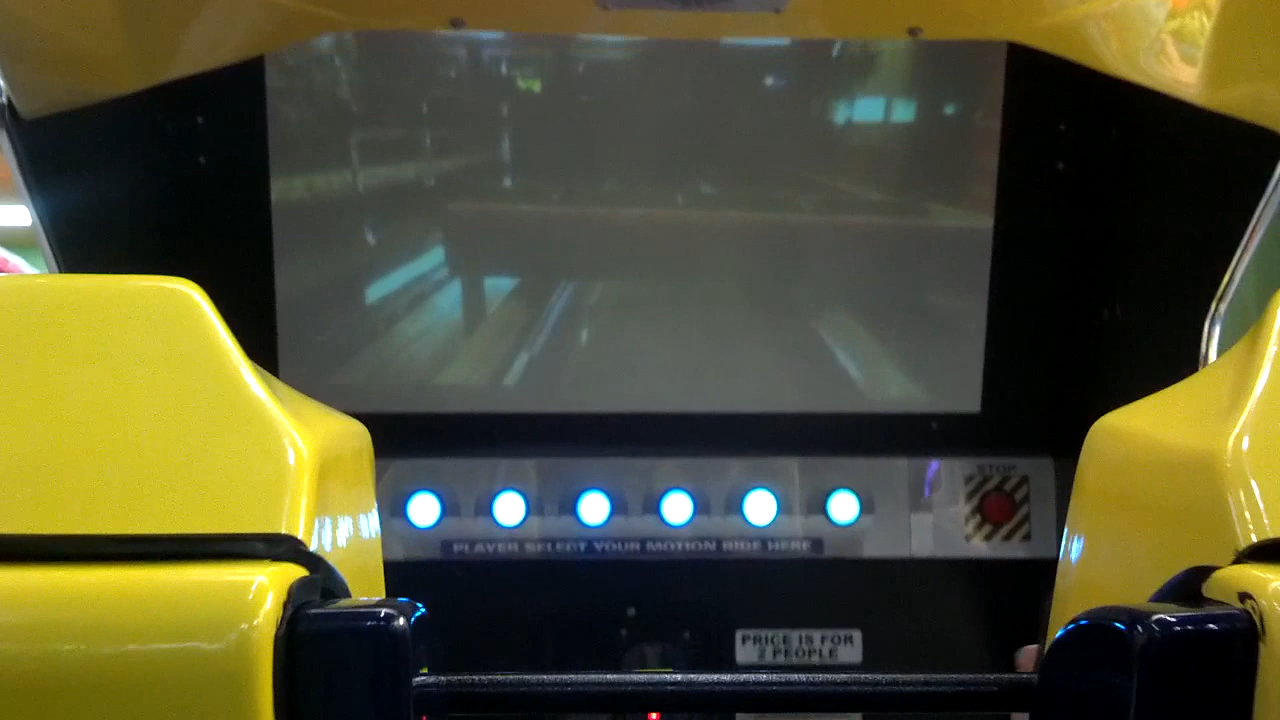 STOP
PLAYER SELECT YOUR MOTION RIDE HERE
PRICE IS FOR
2 PEOPLE